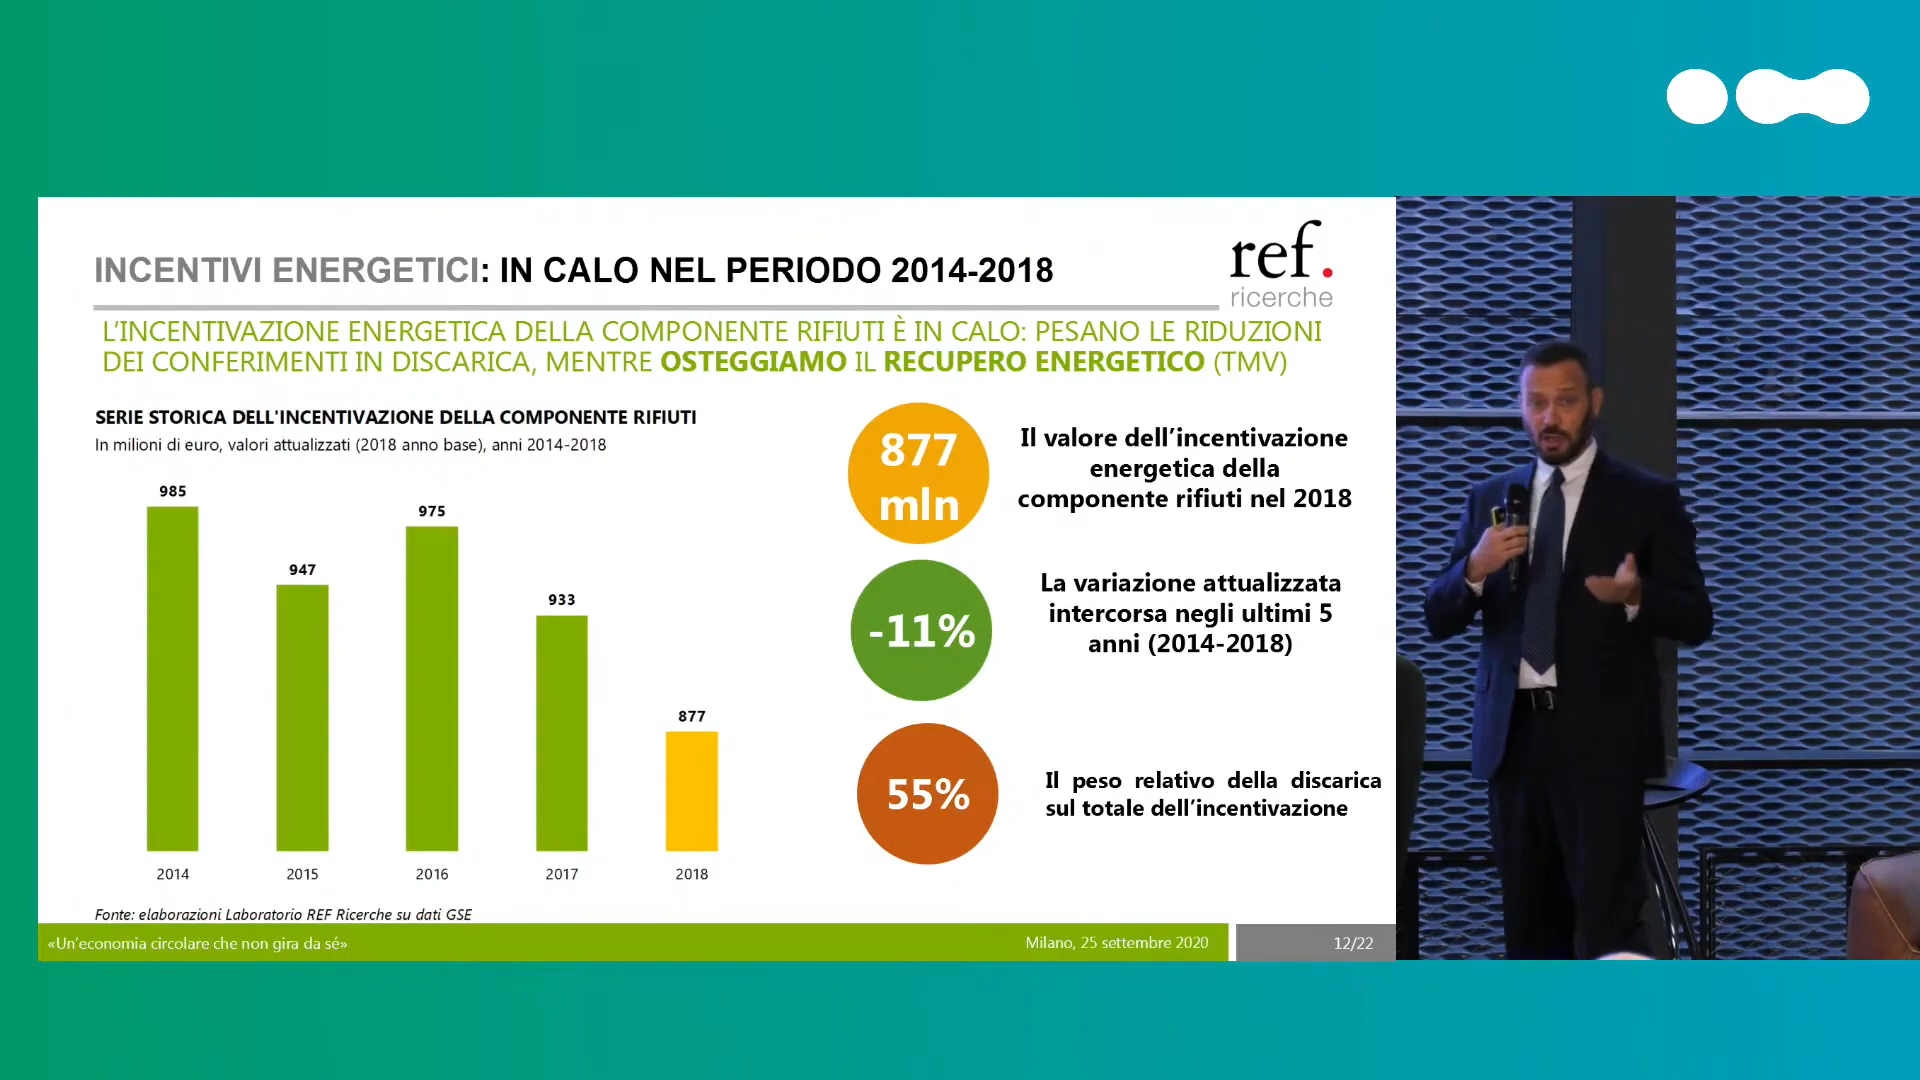 INCENTIVI ENERGETICI: IN CALO NEL PERIODO 2014-2018
ref.
ricerche
L'INCENTIVAZIONE ENERGETICA DELLA COMPONENTE RIFIUTI È IN CALO: PESANO LE RIDUZIONI
DEI CONFERIMENTI IN DISCARICA, MENTRE OSTEGGIAMO IL RECUPERO ENERGETICO (TMV)
SERIE STORICA DELL'INCENTIVAZIONE DELLA COMPONENTE RIFIUTI
In milioni di euro, valori attualizzati (2018 anno base), anni 2014-2018
985
947
975
933
877
2014
2015
2016
2017
2018
Fonte: elaborazioni Laboratorio REF Ricerche su dati GSE
877
mln
Il valore dell'incentivazione
energetica della
componente rifiuti nel 2018
-11%
La variazione attualizzata
intercorsa negli ultimi 5
anni (2014-2018)
55%
Il peso relativo della discarica
sul totale dell'incentivazione
«Un'economia circolare che non gira da sé»
Milano, 25 settembre 2020
12/22